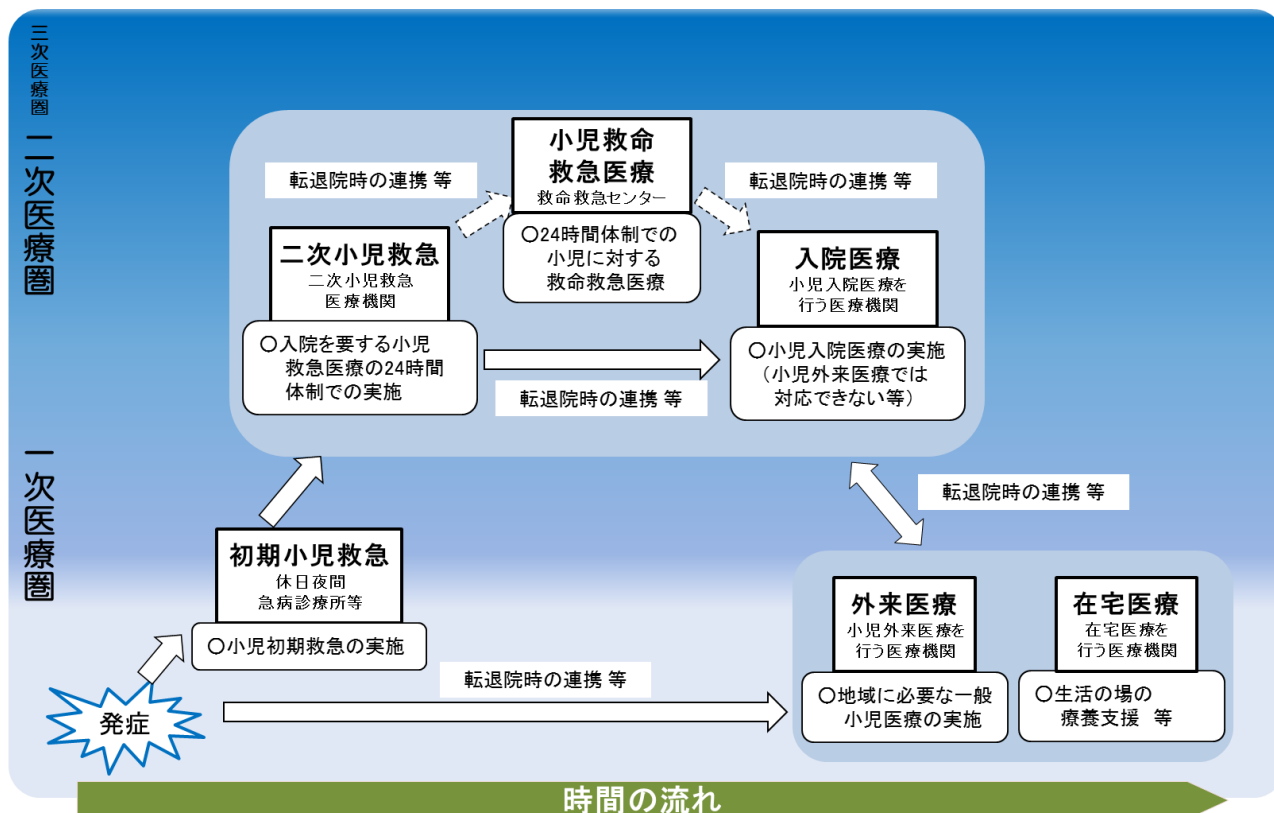 三次医療圏
二次医療圏
一次医療圏
小児救命
救急医療
救命救急センター
○24時間体制での
小児に対する
救命救急医療
転退院時の連携 等
転退院時の連携 等
二次小児救急
二次小児救急
医療機関
○入院を要する小児
救急医療の24時間
体制での実施
転退院時の連携 等
入院医療
小児入院医療を
行う医療機関
○小児入院医療の実施
（小児外来医療では
対応できない等）
転退院時の連携 等
初期小児救急
休日夜間
急病診療所等
○小児初期救急の実施
発症
転退院時の連携 等
外来医療
小児外来医療を
行う医療機関
○地域に必要な一般
小児医療の実施
在宅医療
在宅医療を
行う医療機関
○生活の場の
療養支援 等
時間の流れ